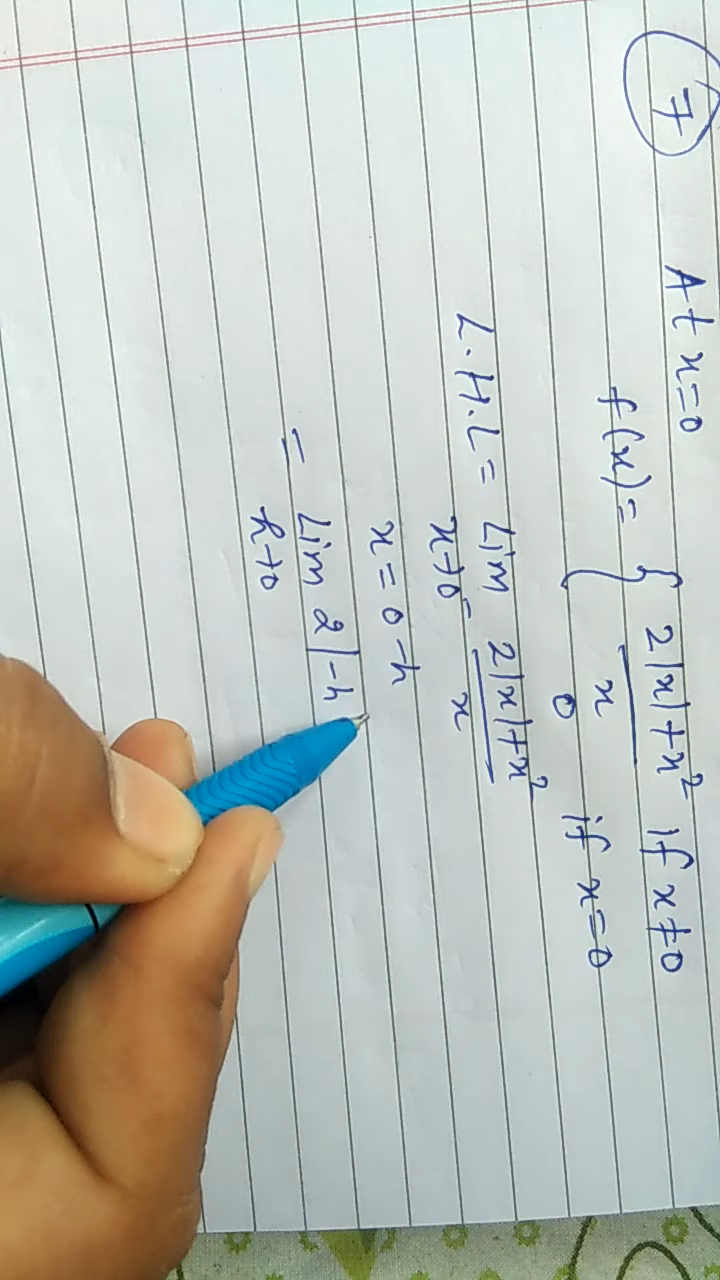 7
At x=0
f(x) = { 2|x|+x² if x≠0
x
0 if x=0
L.H.L = Lim 2|x|+x²
x→0⁻ x
x = 0-h
= Lim 2|-h
h→0